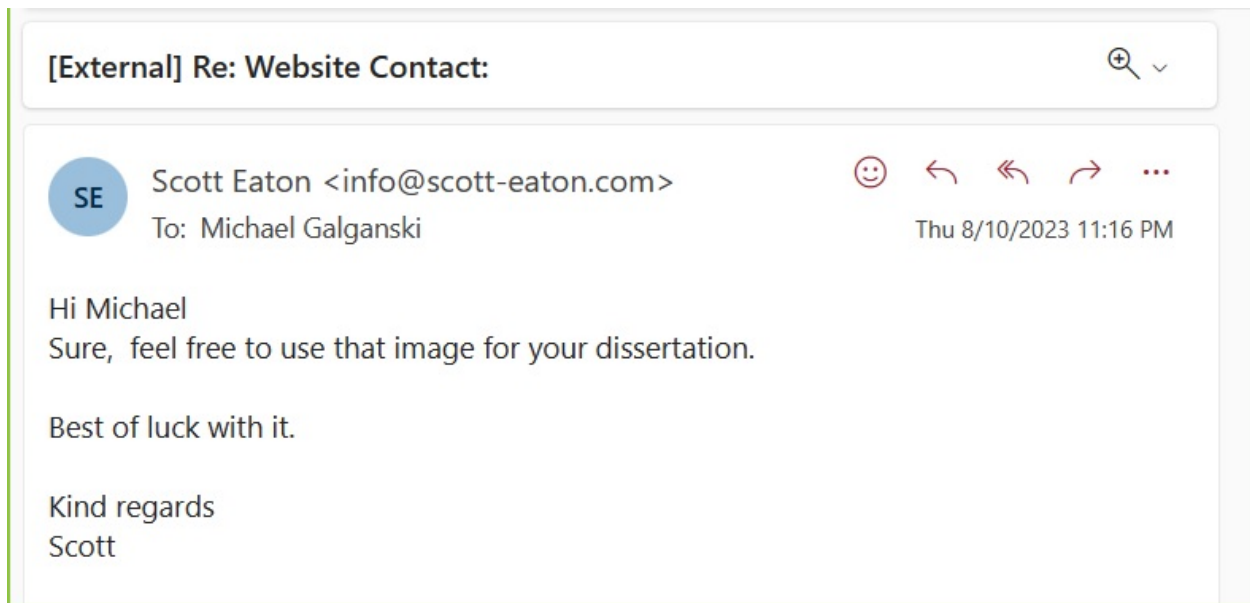 [External] Re: Website Contact:
SE
Scott Eaton <info@scott-eaton.com>
To: Michael Galganski
Thu 8/10/2023 11:16 PM
Hi Michael
Sure,  feel free to use that image for your dissertation.
Best of luck with it.
Kind regards
Scott